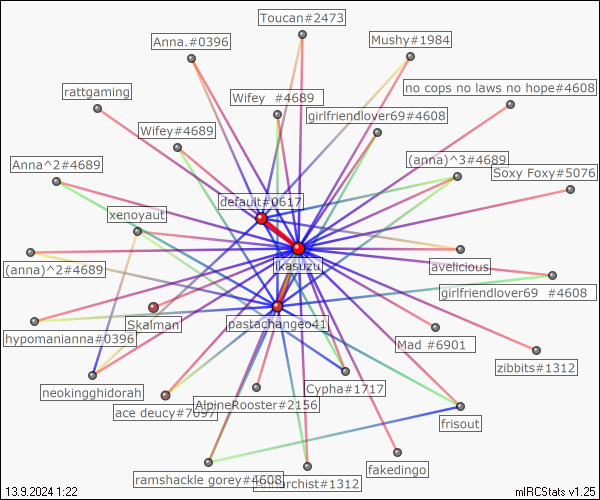 Toucan#2473
Anna.#0396
Mushy#1984
no cops no laws no hope#4608
rattgaming
Wifey #4689
girlfriendlover69#4608
Wifey#4689
(anna)^3#4689
Anna^2#4689
Soxy Foxy#5076
default#0617
xenoyaut
ikasuzu
avelicious
(anna)^2#4689
girlfriendlover69 #4608
Skalman
pastachangeo41
hypomanianna#0396
Mad #6901
zibbits#1312
neokingghidorah
Cypha#1717
AlpineRooster#2156
ace deucy#7097
frisout
fakedingo
ramshackle gorey#4608
#1312
13.9.2024 1:22
mIRCStats v1.25